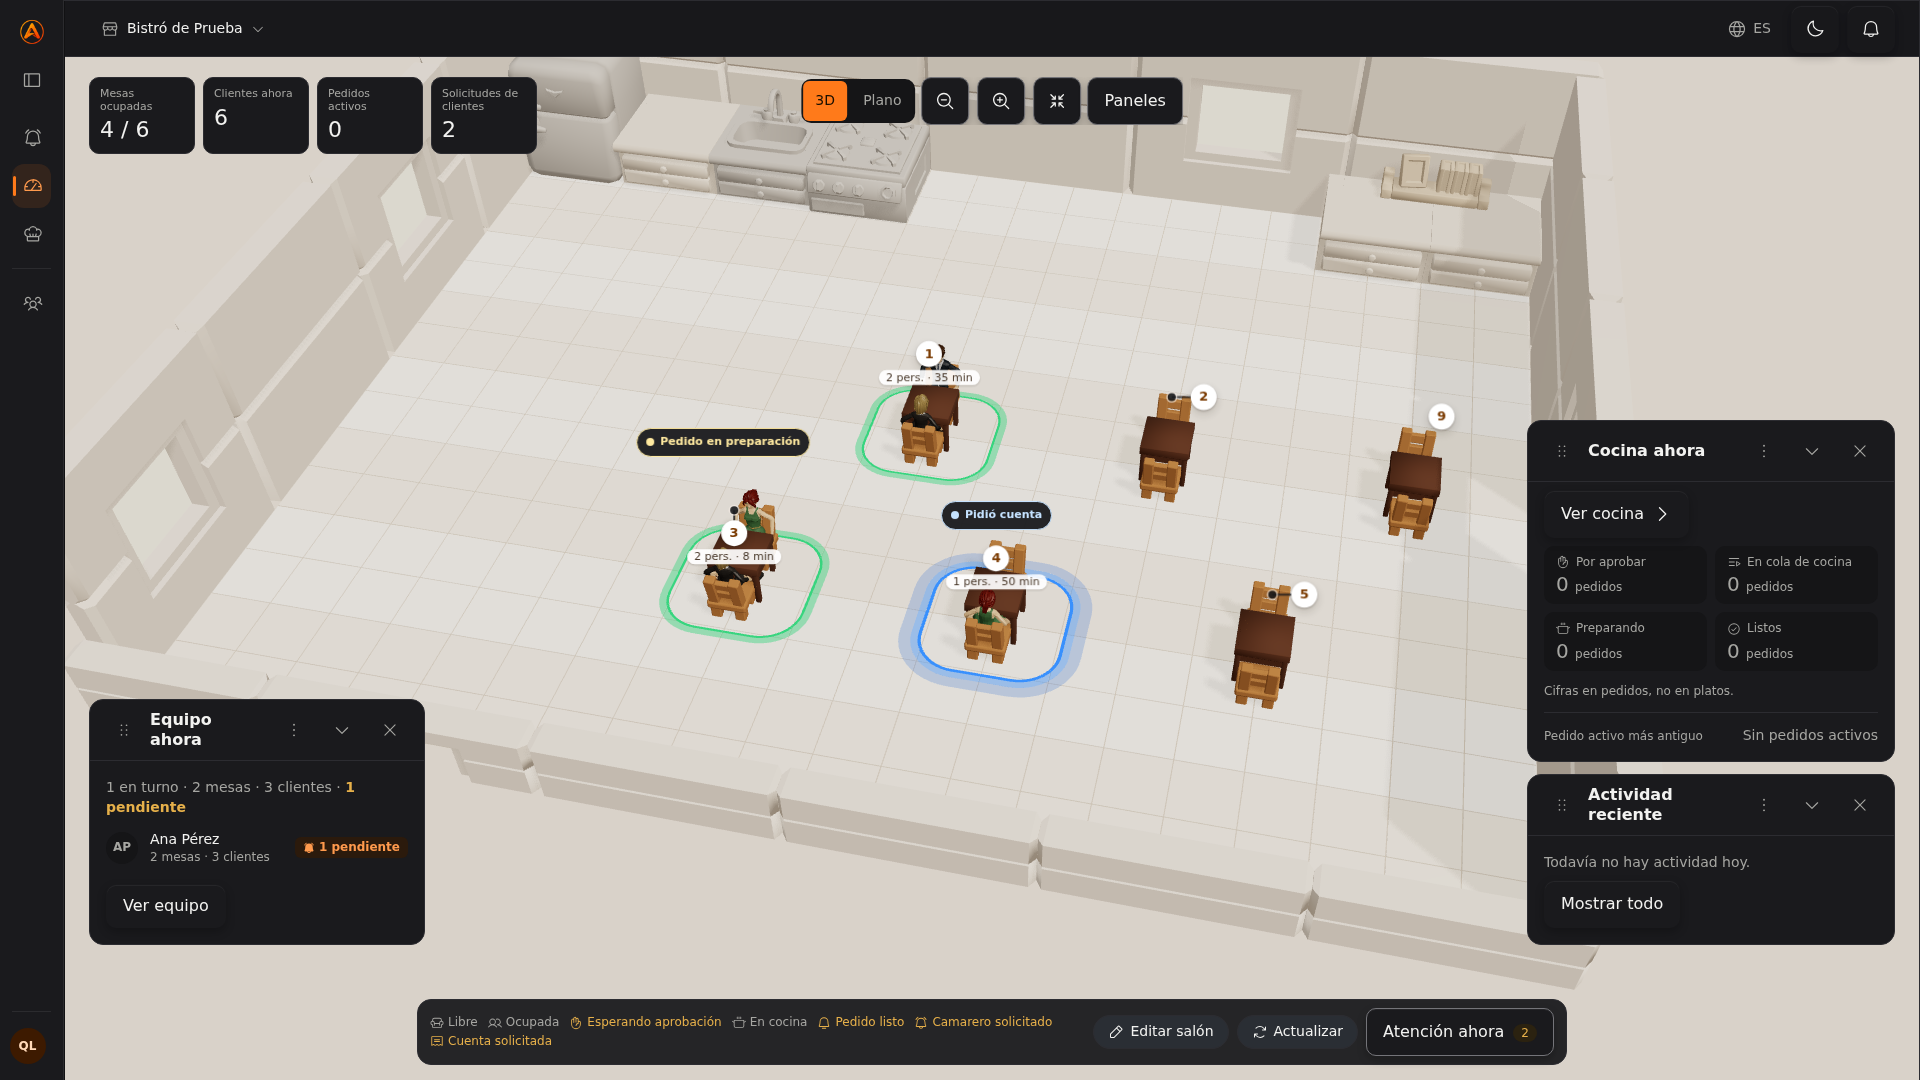 Bistró de Prueba
ES
Mesas ocupadas
4 / 6
Clientes ahora
6
Pedidos activos
0
Solicitudes de clientes
2
3D
Plano
Paneles
1
2 pers. · 35 min
2
9
Pedido en preparación
Pidió cuenta
3
2 pers. · 8 min
4
1 pers. · 50 min
5
Cocina ahora
Ver cocina
Por aprobar
0 pedidos
En cola de cocina
0 pedidos
Preparando
0 pedidos
Listos
0 pedidos
Cifras en pedidos, no en platos.
Pedido activo más antiguo
Sin pedidos activos
Equipo ahora
1 en turno · 2 mesas · 3 clientes · 1 pendiente
AP
Ana Pérez
2 mesas · 3 clientes
1 pendiente
Ver equipo
Actividad reciente
Todavía no hay actividad hoy.
Mostrar todo
Libre
Ocupada
Esperando aprobación
En cocina
Pedido listo
Camarero solicitado
Cuenta solicitada
Editar salón
Actualizar
Atención ahora 2
QL